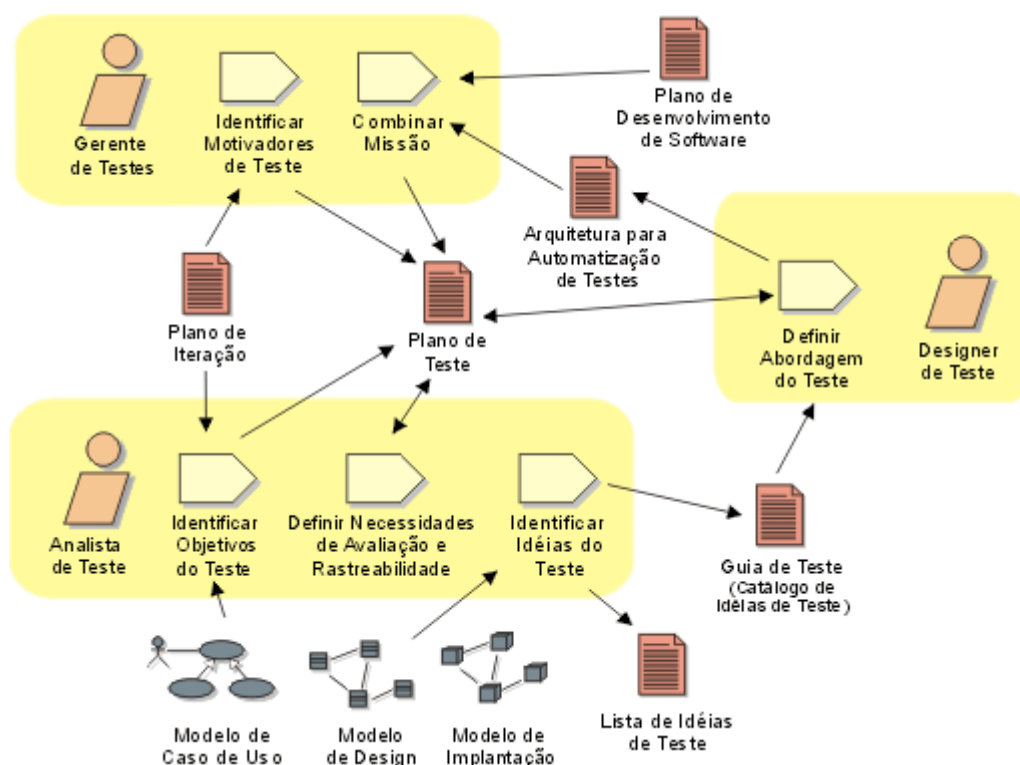 Gerente
de Testes
Identificar
Motivadores
de Teste
Combinar
Missão
Plano de
Desenvolvimento
de Software
Arquitetura para
Automatização
de Testes
Plano de
Iteração
Plano de
Teste
Definir
Abordagem
do Teste
Designer
de Teste
Analista
de Teste
Identificar
Objetivos
do Teste
Definir Necessidades
de Avaliação e
Rastreabilidade
Identificar
Idéias do
Teste
Guia de Teste
(Catálogo de
Idéias de Teste)
Modelo de
Caso de Uso
Modelo
de Design
Modelo de
Implantação
Lista de Idéias
de Teste